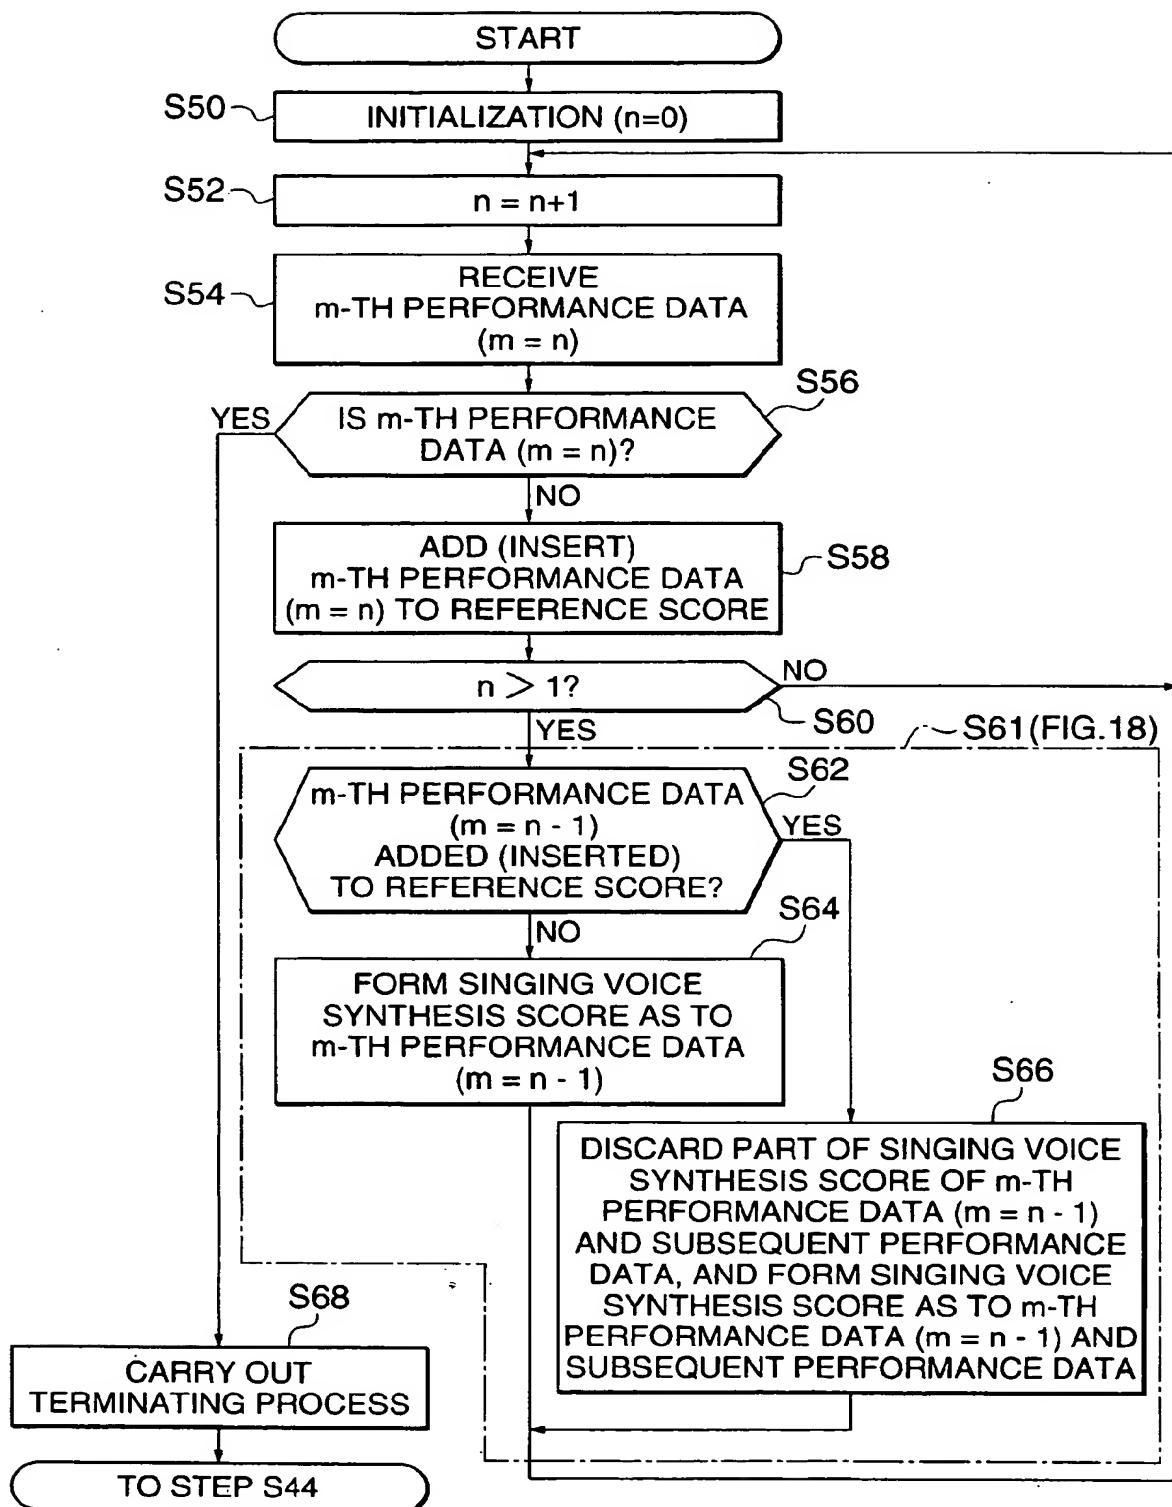 START
S50
INITIALIZATION (n=0)
S52
n = n+1
S54
RECEIVE
m-TH PERFORMANCE DATA
(m = n)
S56
YES
IS m-TH PERFORMANCE
DATA (m = n)?
NO
ADD (INSERT)
m-TH PERFORMANCE DATA
(m = n) TO REFERENCE SCORE
S58
n > 1?
NO
S60
YES
S61(FIG.18)
S62
m-TH PERFORMANCE DATA
(m = n - 1)
ADDED (INSERTED)
TO REFERENCE SCORE?
YES
NO
S64
FORM SINGING VOICE
SYNTHESIS SCORE AS TO
m-TH PERFORMANCE DATA
(m = n - 1)
S66
DISCARD PART OF SINGING VOICE
SYNTHESIS SCORE OF m-TH
PERFORMANCE DATA (m = n - 1)
AND SUBSEQUENT PERFORMANCE
DATA, AND FORM SINGING VOICE
SYNTHESIS SCORE AS TO m-TH
PERFORMANCE DATA (m = n - 1) AND
SUBSEQUENT PERFORMANCE DATA
S68
CARRY OUT
TERMINATING PROCESS
TO STEP S44